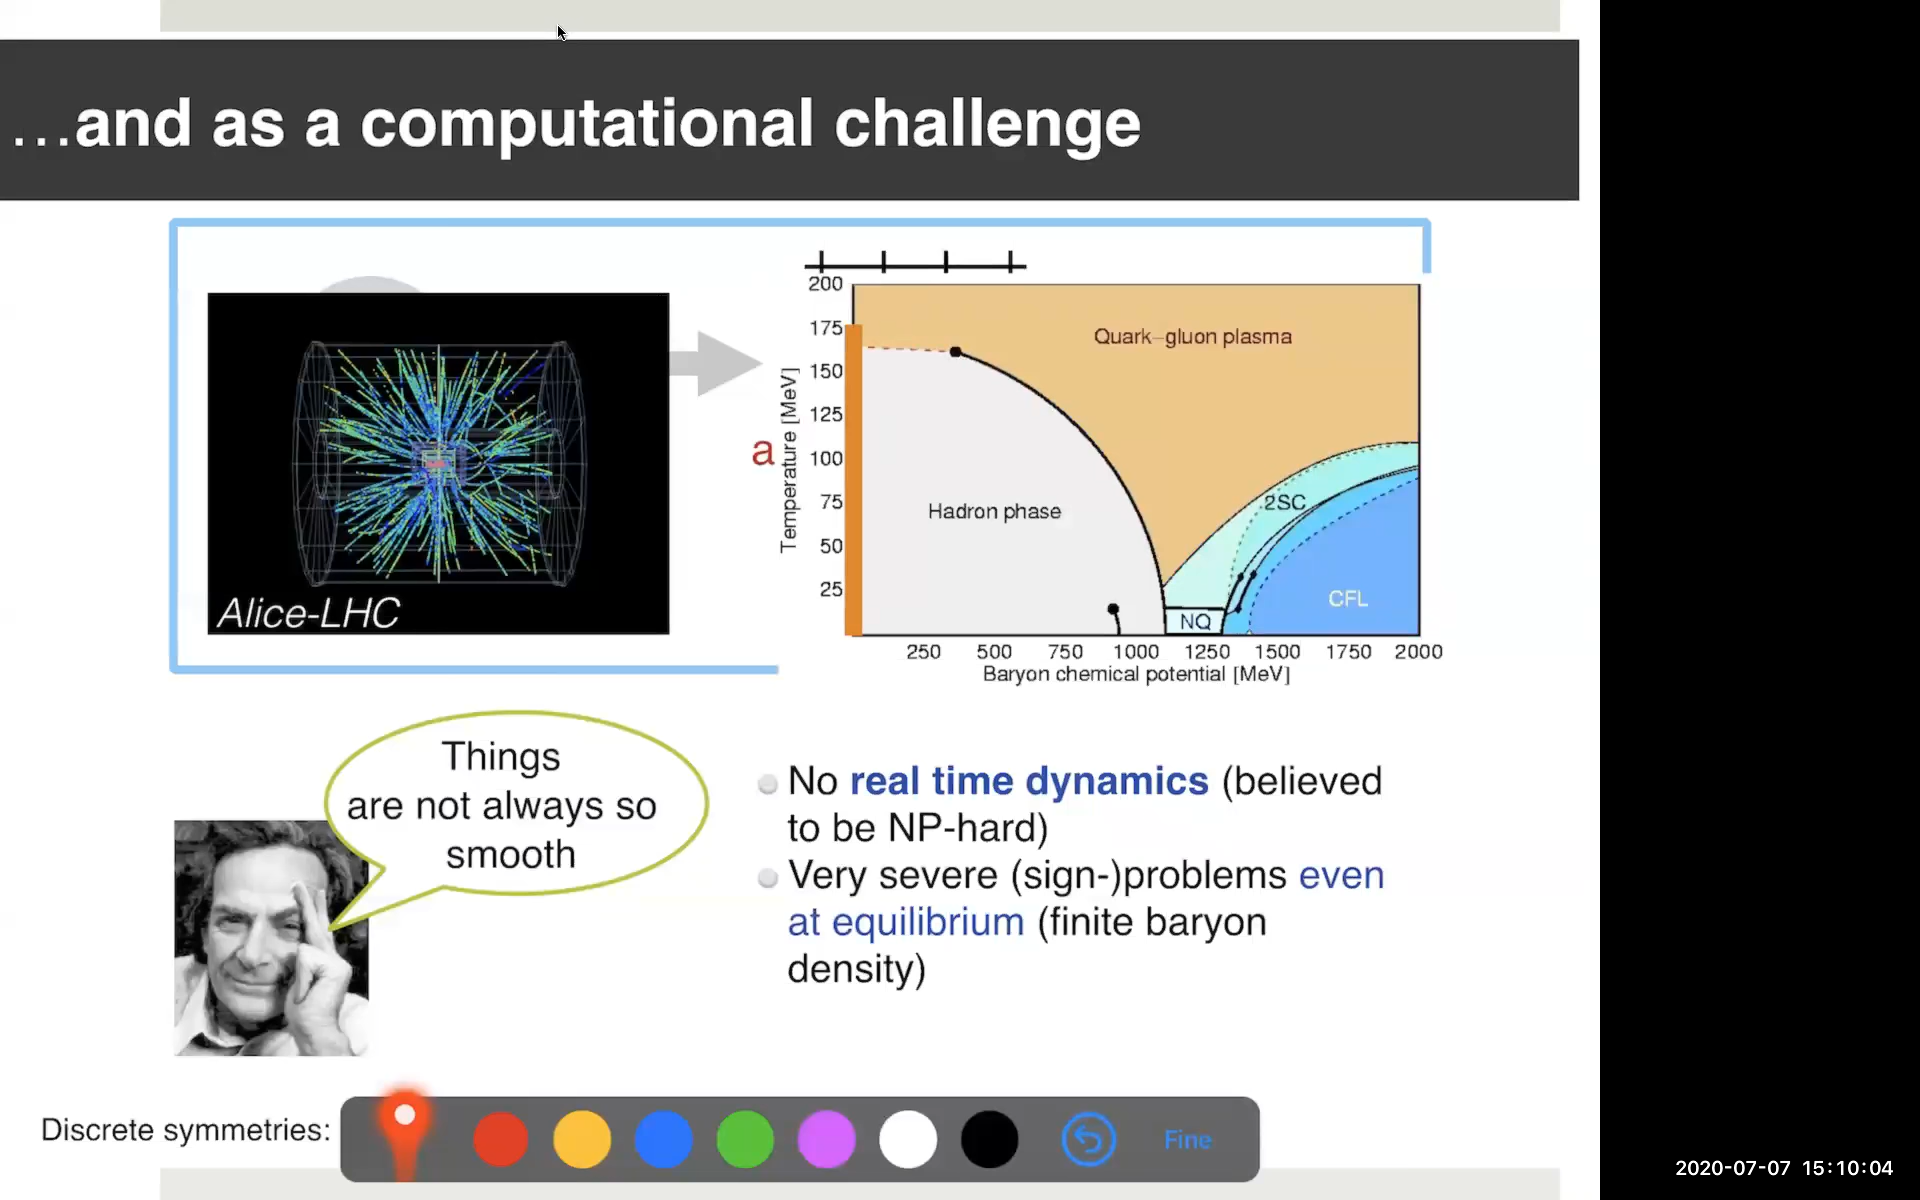 …and as a computational challenge
200
175
150
125
100
75
50
25
Temperature [MeV]
a
Quark–gluon plasma
Hadron phase
2SC
NQ
CFL
250 500 750 1000 1250 1500 1750 2000
Baryon chemical potential [MeV]
Alice-LHC
Things
are not always so
smooth
No real time dynamics (believed
to be NP-hard)
Very severe (sign-)problems even
at equilibrium (finite baryon
density)
Discrete symmetries:
Fine
2020-07-07 15:10:04